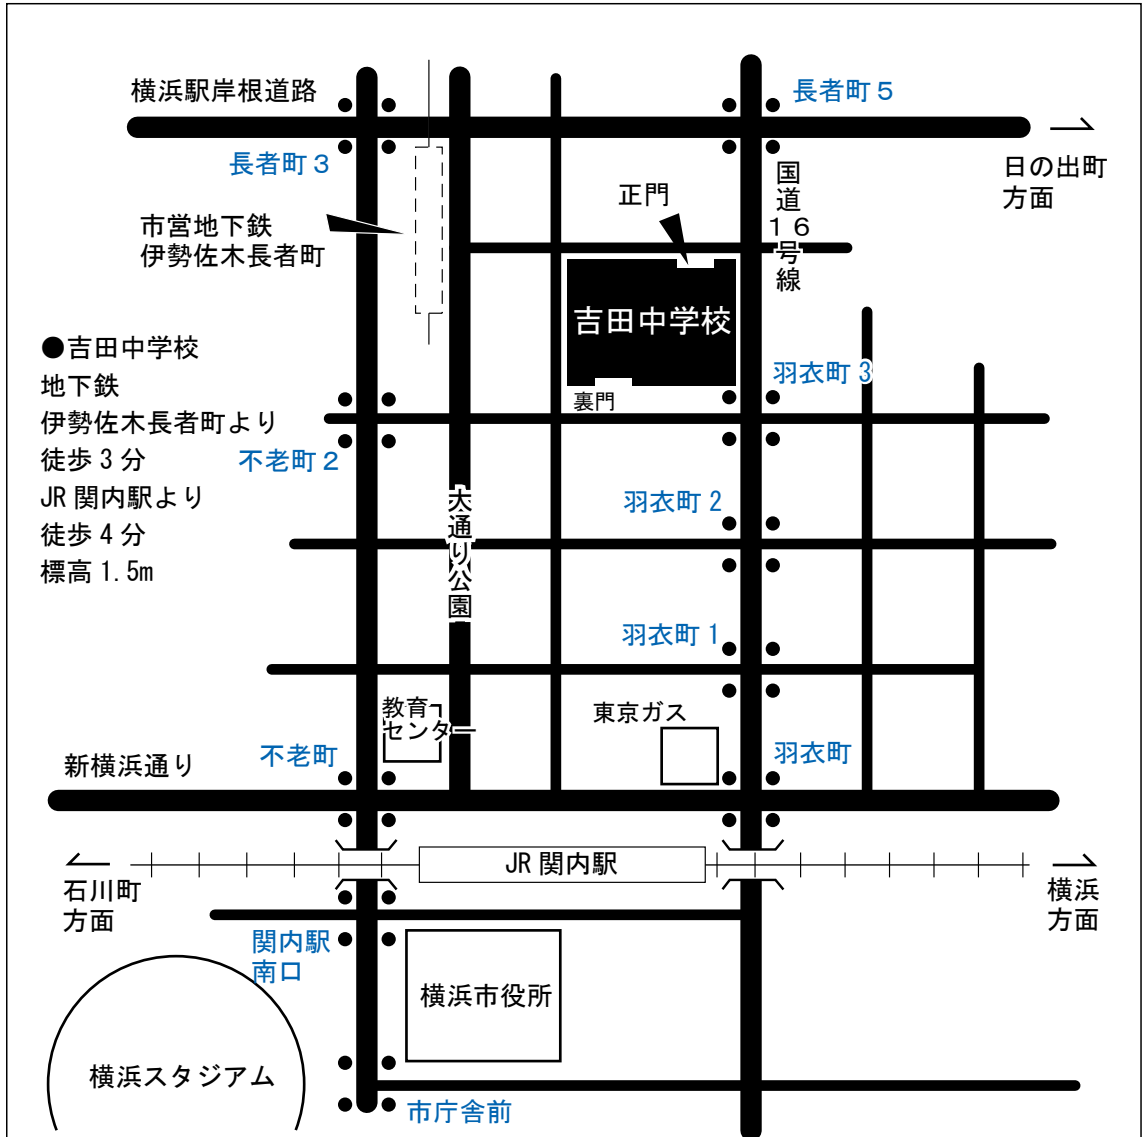 横浜駅岸根道路
長者町５
長者町３
日の出町
方面
正門
国道１６号線
市営地下鉄
伊勢佐木長者町
吉田中学校
●吉田中学校
地下鉄
伊勢佐木長者町より
徒歩 3 分
JR 関内駅より
徒歩 4 分
標高 1.5m
羽衣町 3
裏門
不老町２
羽衣町 2
大通り公園
羽衣町 1
教育
センター
東京ガス
不老町
羽衣町
新横浜通り
JR 関内駅
石川町
方面
横浜
方面
関内駅
南口
横浜市役所
横浜スタジアム
市庁舎前